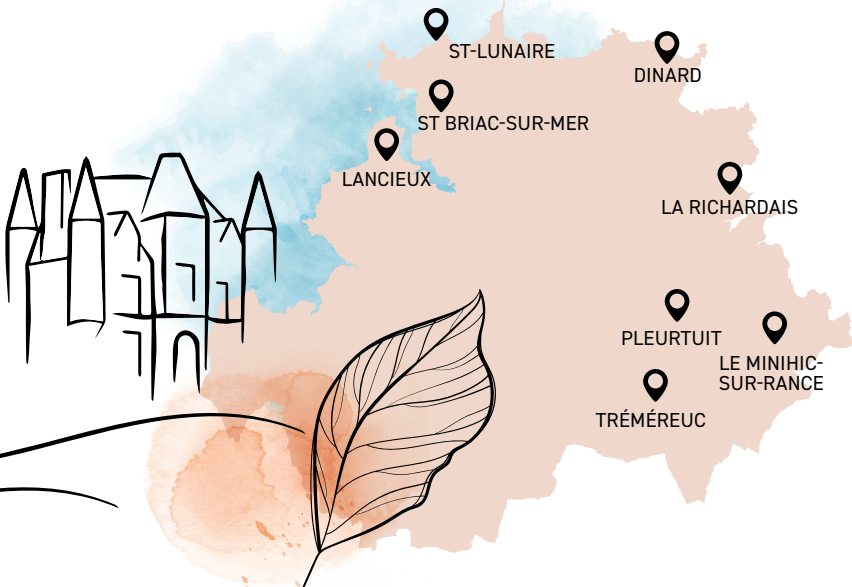 ST-LUNAIRE
DINARD
ST BRIAC-SUR-MER
LANCIEUX
LA RICHARDAIS
PLEURTUIT
LE MINIHIC-
SUR-RANCE
TRÉMÉREUC